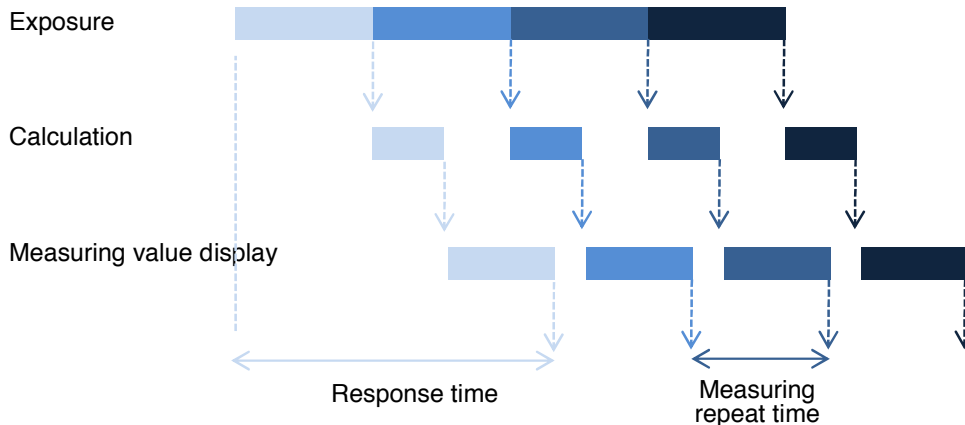 Exposure
Calculation
Measuring value display
Response time
Measuring
repeat time